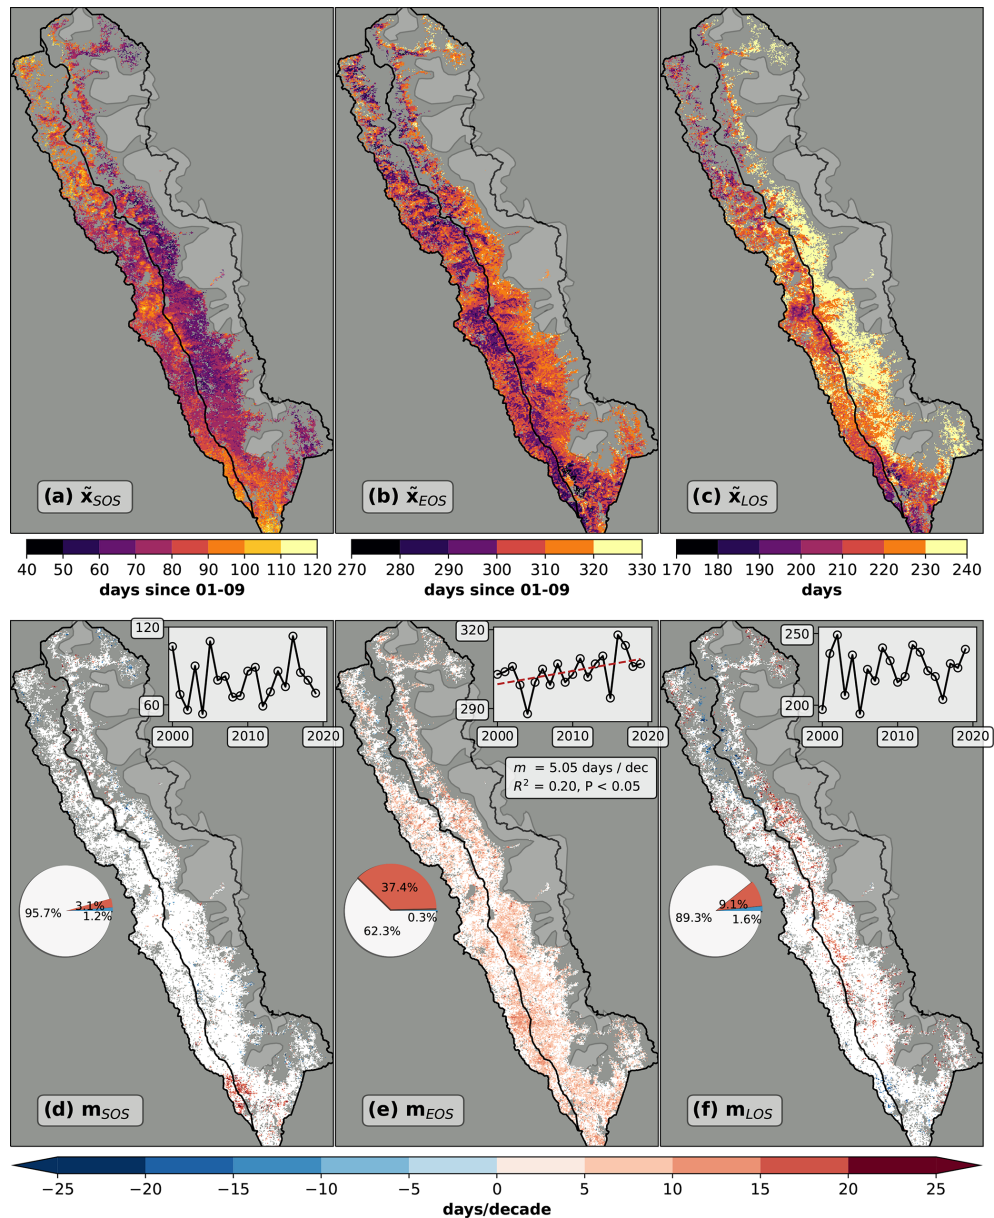 (a) x̃SOS
(b) x̃EOS
(c) x̃LOS
40 50 60 70 80 90 100 110 120
days since 01-09
270 280 290 300 310 320 330
days since 01-09
170 180 190 200 210 220 230 240
days
120
60
2000 2010 2020
95.7%
3.1%
1.2%
(d) mSOS
320
290
2000 2010 2020
m = 5.05 days / dec
R² = 0.20, P < 0.05
37.4%
0.3%
62.3%
(e) mEOS
250
200
2000 2010 2020
9.1%
89.3%
1.6%
(f) mLOS
−25 −20 −15 −10 −5 0 5 10 15 20 25
days/decade